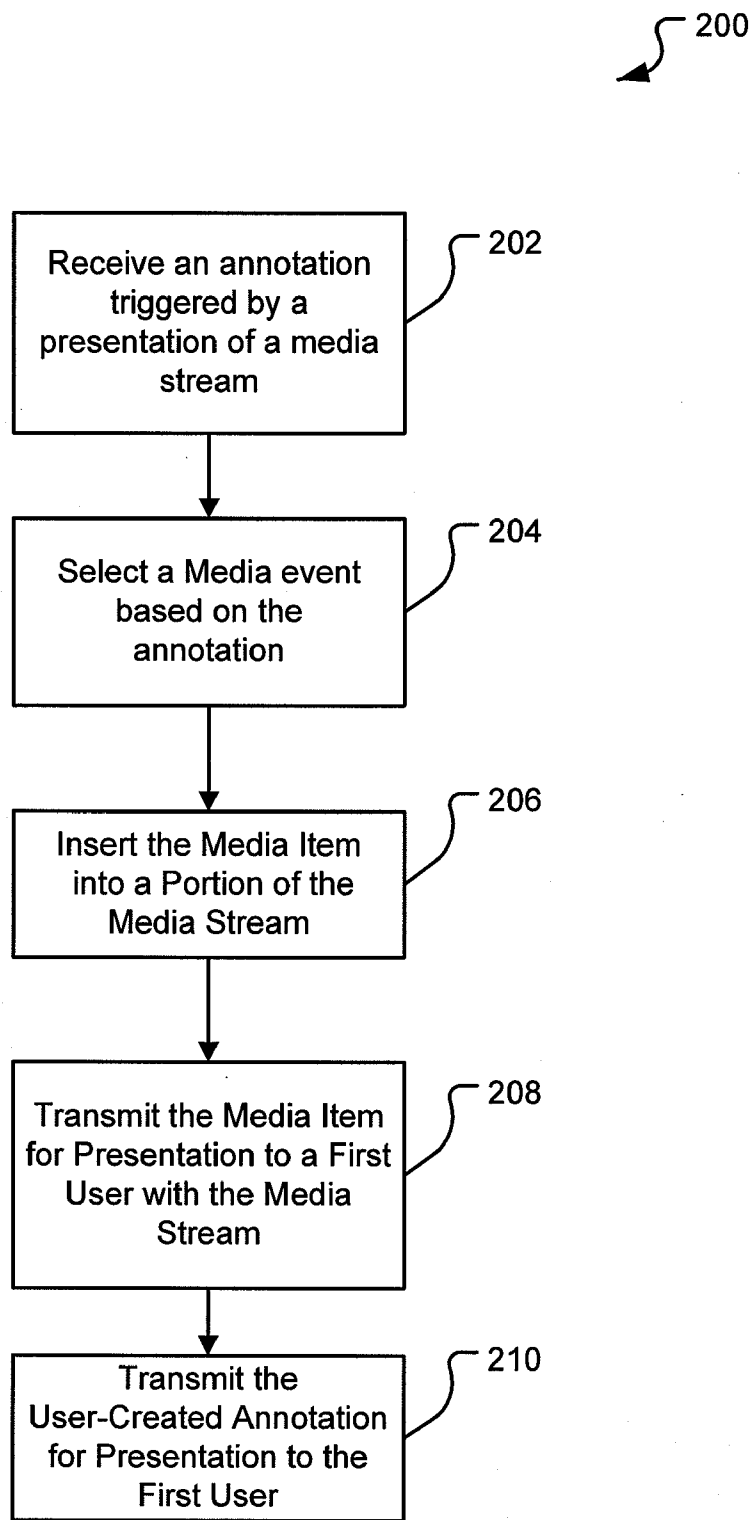 200
Receive an annotation
triggered by a
presentation of a media
stream
202
Select a Media event
based on the
annotation
204
Insert the Media Item
into a Portion of the
Media Stream
206
Transmit the Media Item
for Presentation to a First
User with the Media
Stream
208
Transmit the
User-Created Annotation
for Presentation to the
First User
210